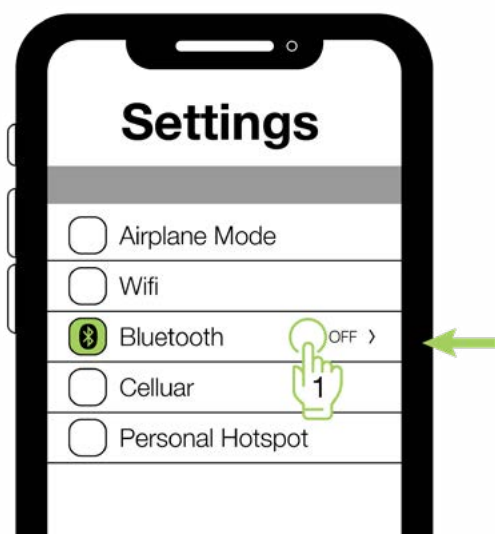 Settings
Airplane Mode
Wifi
Bluetooth OFF >
1
Celluar
Personal Hotspot